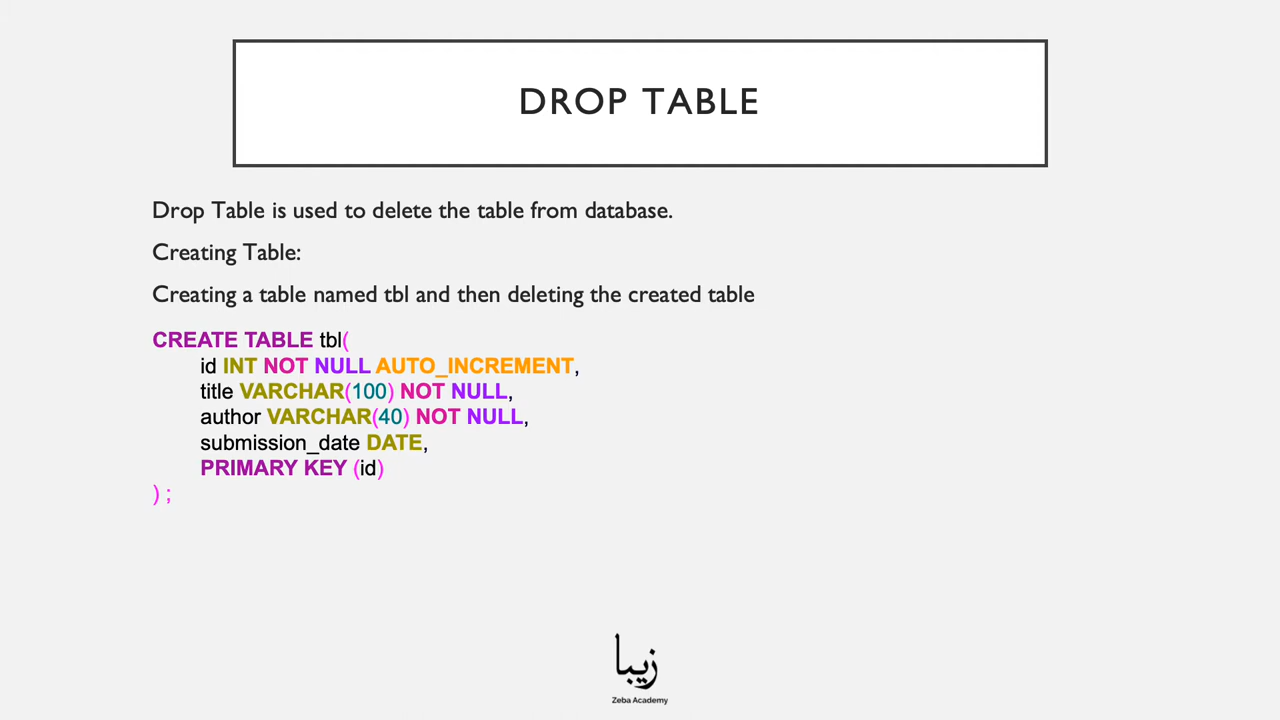 DROP TABLE
Drop Table is used to delete the table from database.
Creating Table:
Creating a table named tbl and then deleting the created table
CREATE TABLE tbl(
id INT NOT NULL AUTO_INCREMENT,
title VARCHAR(100) NOT NULL,
author VARCHAR(40) NOT NULL,
submission_date DATE,
PRIMARY KEY (id)
) ;
زیبا
Zeba Academy